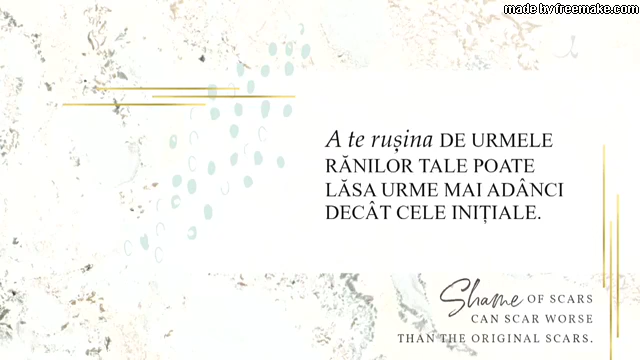 made by freemake.com
A te rușina DE URMELE
RĂNILOR TALE POATE
LĂSA URME MAI ADÂNCI
DECÂT CELE INIȚIALE.
Shame OF SCARS
CAN SCAR WORSE
THAN THE ORIGINAL SCARS.